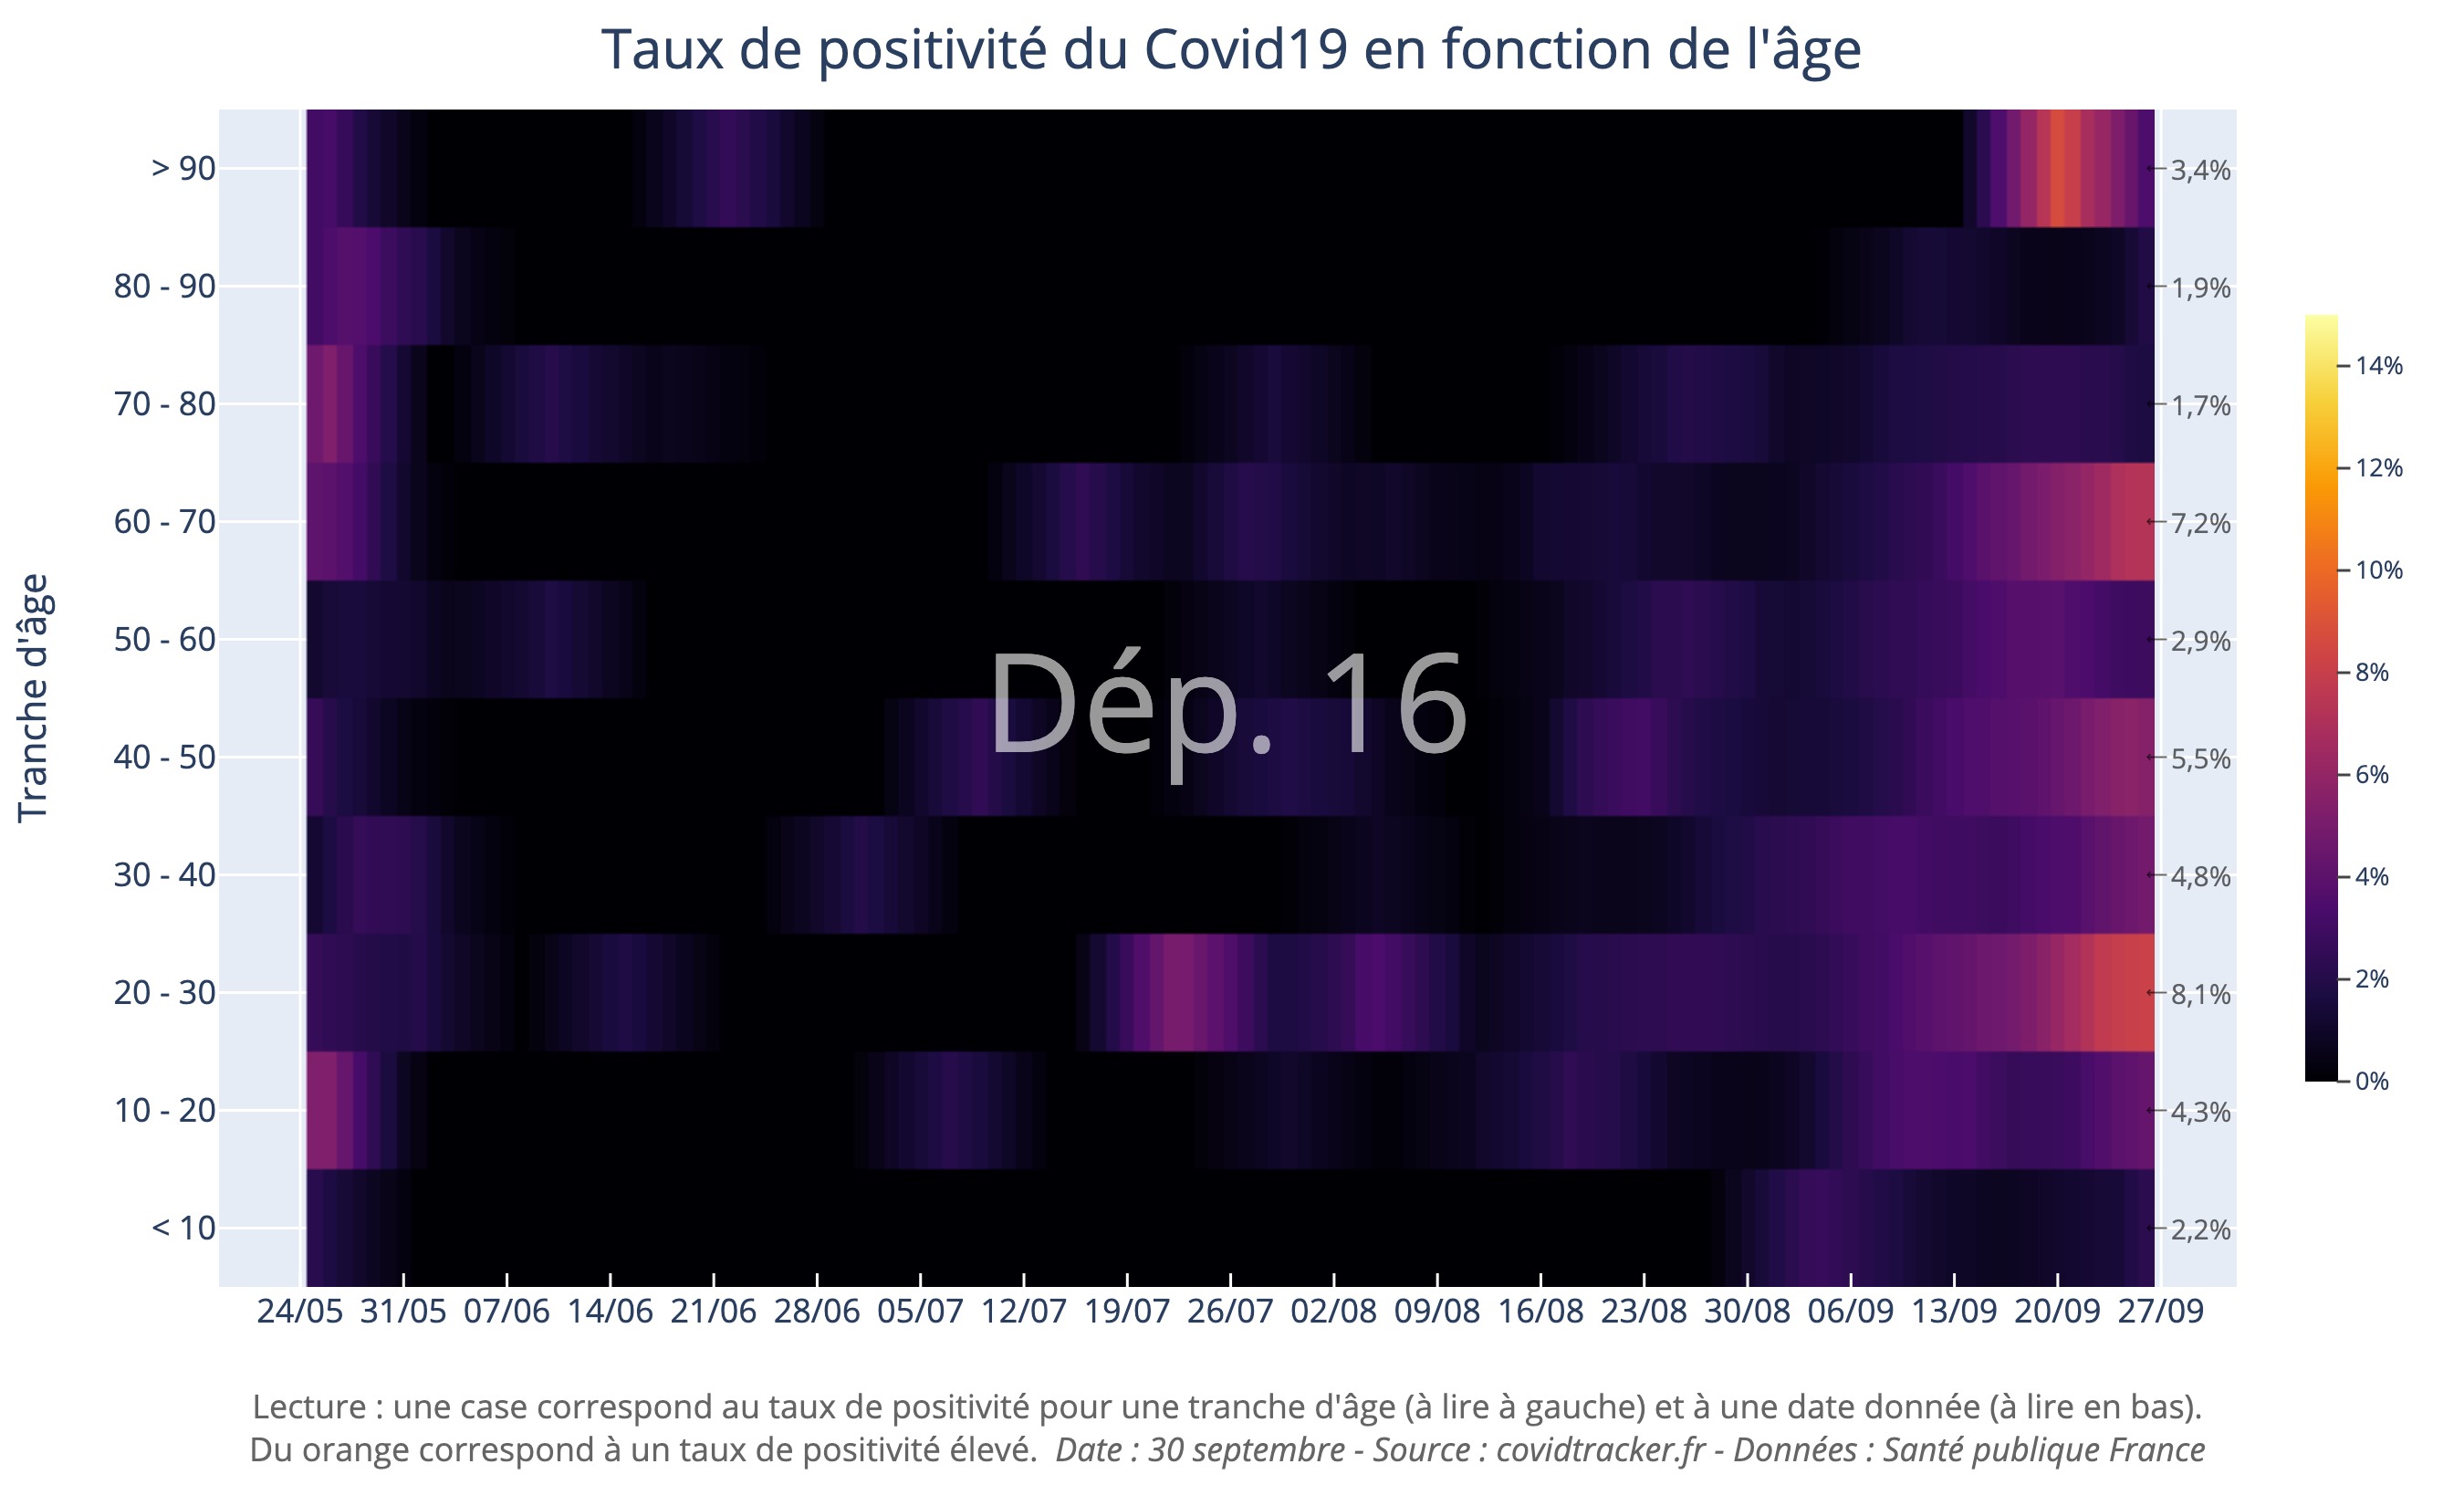 Taux de positivité du Covid19 en fonction de l'âge
Tranche d'âge
> 90
80 - 90
70 - 80
60 - 70
50 - 60
40 - 50
30 - 40
20 - 30
10 - 20
< 10
Dép. 16
3,4%
1,9%
1,7%
7,2%
2,9%
5,5%
4,8%
8,1%
4,3%
2,2%
14%
12%
10%
8%
6%
4%
2%
0%
24/05 31/05 07/06 14/06 21/06 28/06 05/07 12/07 19/07 26/07 02/08 09/08 16/08 23/08 30/08 06/09 13/09 20/09 27/09
Lecture : une case correspond au taux de positivité pour une tranche d'âge (à lire à gauche) et à une date donnée (à lire en bas).
Du orange correspond à un taux de positivité élevé. Date : 30 septembre - Source : covidtracker.fr - Données : Santé publique France